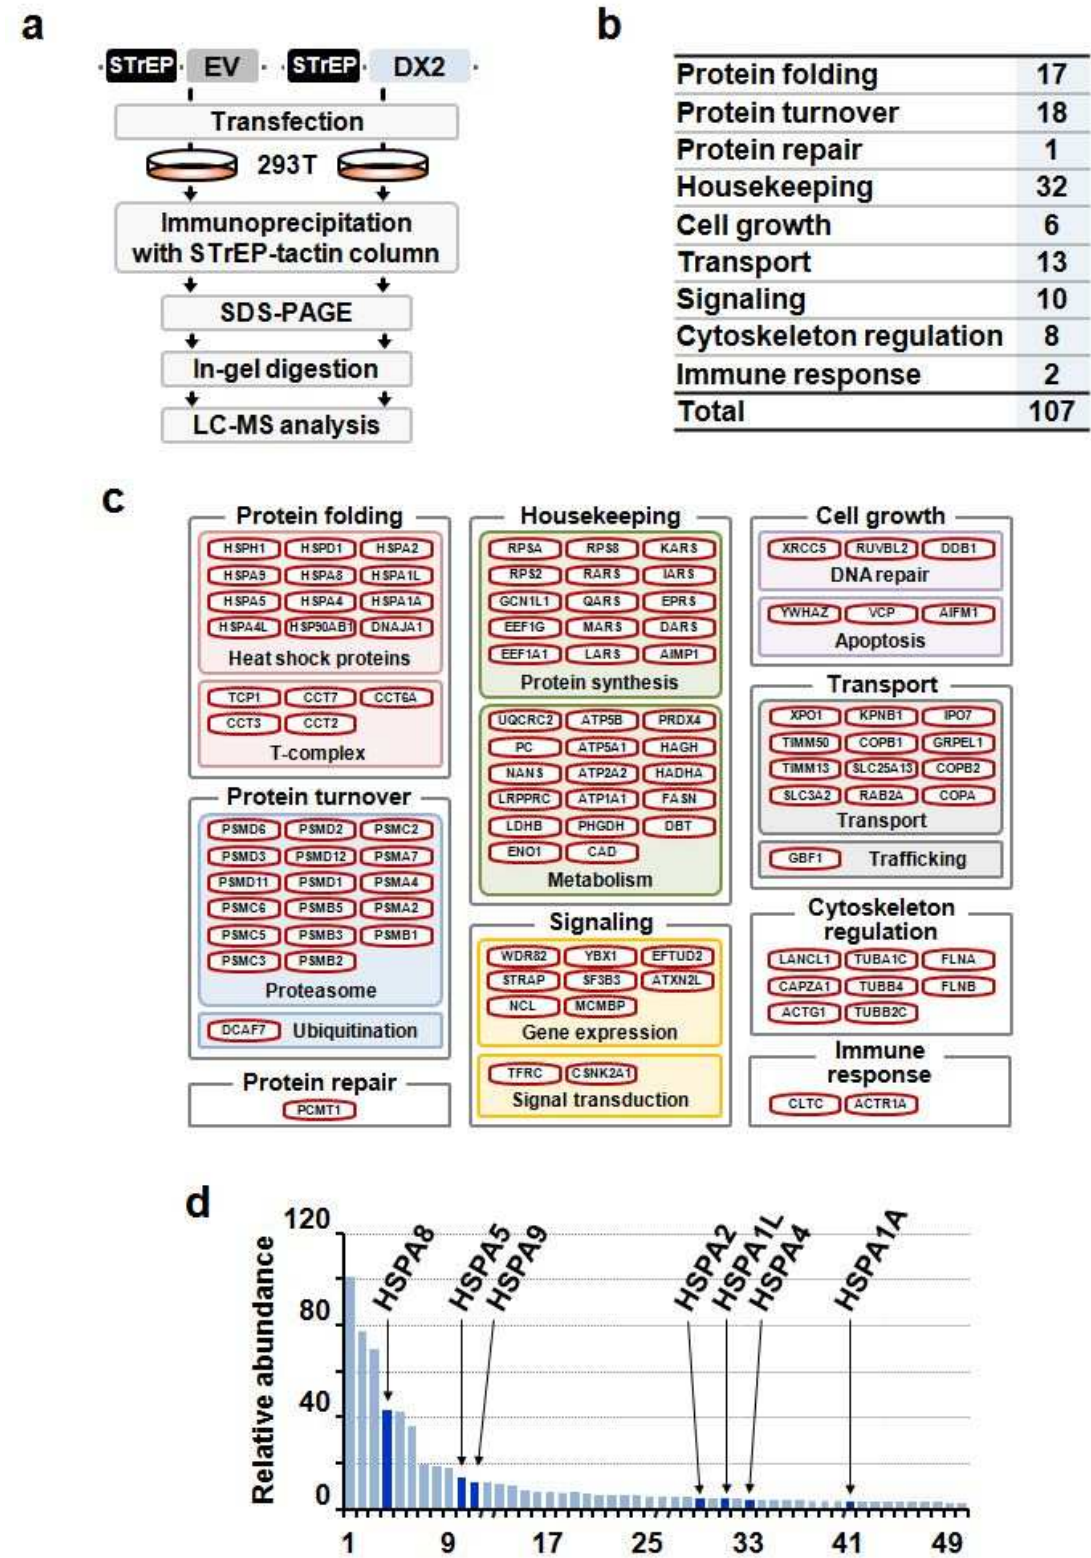 a
STrEP EV STrEP DX2
Transfection
293T
Immunoprecipitation
with STrEP-tactin column
SDS-PAGE
In-gel digestion
LC-MS analysis
b
Protein folding 17
Protein turnover 18
Protein repair 1
Housekeeping 32
Cell growth 6
Transport 13
Signaling 10
Cytoskeleton regulation 8
Immune response 2
Total 107
c
Protein folding
HSPH1 HSPD1 HSPA2
HSPA9 HSPA8 HSPA1L
HSPA5 HSPA4 HSPA1A
HSPA4L HSP90AB1 DNAJA1
Heat shock proteins
TCP1 CCT7 CCT6A
CCT3 CCT2
T-complex
Protein turnover
PSMD6 PSMD2 PSMC2
PSMD3 PSMD12 PSMA7
PSMD11 PSMD1 PSMA4
PSMC6 PSMB5 PSMA2
PSMC5 PSMB3 PSMB1
PSMC3 PSMB2
Proteasome
DCAF7 Ubiquitination
Protein repair
PCMT1
Housekeeping
RPSA RPS8 KARS
RPS2 RARS IARS
GCN1L1 QARS EPRS
EEF1G MARS DARS
EEF1A1 LARS AIMP1
Protein synthesis
UQCRC2 ATP5B PRDX4
PC ATP5A1 HAGH
NANS ATP2A2 HADHA
LRPPRC ATP1A1 FASN
LDHB PHGDH DBT
ENO1 CAD
Metabolism
Signaling
WDR82 YBX1 EFTUD2
STRAP SF3B3 ATXN2L
NCL MCMBP
Gene expression
TFRC CSNK2A1
Signal transduction
Cell growth
XRCC5 RUVBL2 DDB1
DNA repair
YWHAZ VCP AIFM1
Apoptosis
Transport
XPO1 KPNB1 IPO7
TIMM50 COPB1 GRPEL1
TIMM13 SLC25A13 COPB2
SLC3A2 RAB2A COPA
Transport
GBF1 Trafficking
Cytoskeleton
regulation
LANCL1 TUBA1C FLNA
CAPZA1 TUBB4 FLNB
ACTG1 TUBB2C
Immune
response
CLTC ACTR1A
d
Relative abundance
120
80
40
0
HSPA8 HSPA5 HSPA9 HSPA2 HSPA1L HSPA4 HSPA1A
1 9 17 25 33 41 49